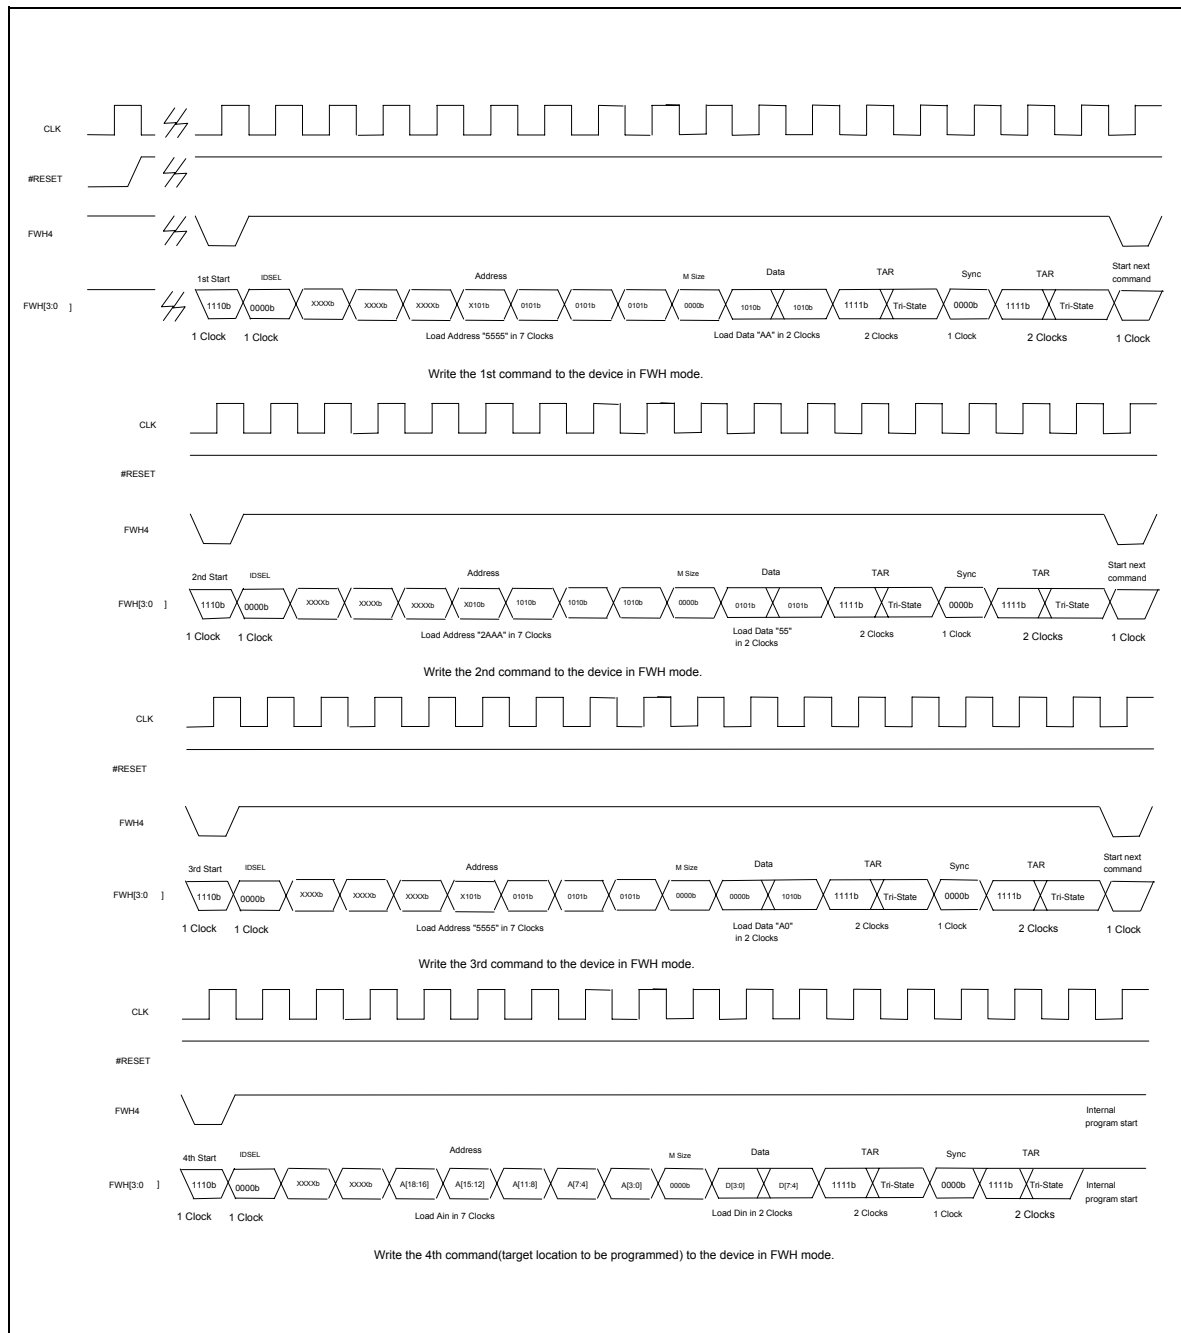 CLK
#RESET
FWH4
1st Start IDSEL Address M Size Data TAR Sync TAR Start next command
FWH[3:0 ] 1110b 0000b XXXXb XXXXb XXXXb X101b 0101b 0101b 0101b 0000b 1010b 1010b 1111b Tri-State 0000b 1111b Tri-State
1 Clock 1 Clock Load Address "5555" in 7 Clocks Load Data "AA" in 2 Clocks 2 Clocks 1 Clock 2 Clocks 1 Clock
Write the 1st command to the device in FWH mode.
CLK
#RESET
FWH4
2nd Start IDSEL Address M Size Data TAR Sync TAR Start next command
FWH[3:0 ] 1110b 0000b XXXXb XXXXb XXXXb X010b 1010b 1010b 1010b 0000b 0101b 0101b 1111b Tri-State 0000b 1111b Tri-State
1 Clock 1 Clock Load Address "2AAA" in 7 Clocks Load Data "55" in 2 Clocks 2 Clocks 1 Clock 2 Clocks 1 Clock
Write the 2nd command to the device in FWH mode.
CLK
#RESET
FWH4
3rd Start IDSEL Address M Size Data TAR Sync TAR Start next command
FWH[3:0 ] 1110b 0000b XXXXb XXXXb XXXXb X101b 0101b 0101b 0101b 0000b 0000b 1010b 1111b Tri-State 0000b 1111b Tri-State
1 Clock 1 Clock Load Address "5555" in 7 Clocks Load Data "A0" in 2 Clocks 2 Clocks 1 Clock 2 Clocks 1 Clock
Write the 3rd command to the device in FWH mode.
CLK
#RESET
FWH4 Internal program start
4th Start IDSEL Address M Size Data TAR Sync TAR
FWH[3:0 ] 1110b 0000b XXXXb XXXXb A[18:16] A[15:12] A[11:8] A[7:4] A[3:0] 0000b D[3:0] D[7:4] 1111b Tri-State 0000b 1111b Tri-State Internal program start
1 Clock 1 Clock Load Ain in 7 Clocks Load Din in 2 Clocks 2 Clocks 1 Clock 2 Clocks
Write the 4th command(target location to be programmed) to the device in FWH mode.